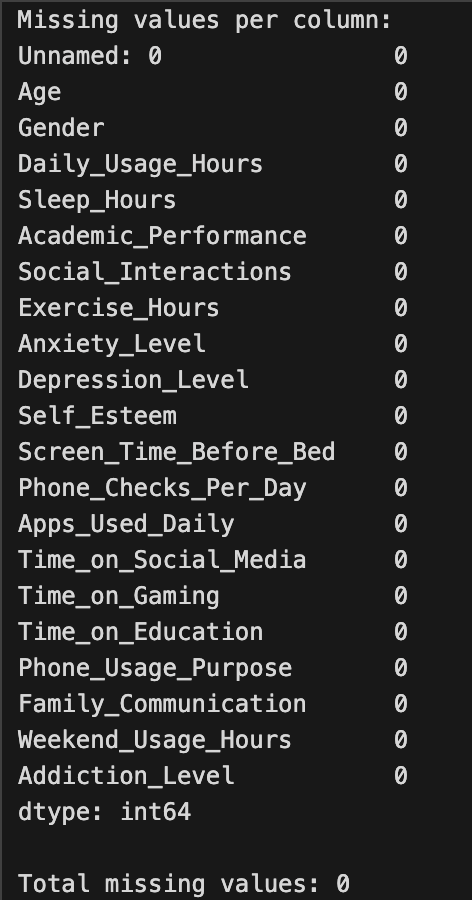 Missing values per column:
Unnamed: 0                0
Age                       0
Gender                    0
Daily_Usage_Hours         0
Sleep_Hours               0
Academic_Performance      0
Social_Interactions       0
Exercise_Hours            0
Anxiety_Level             0
Depression_Level          0
Self_Esteem               0
Screen_Time_Before_Bed    0
Phone_Checks_Per_Day      0
Apps_Used_Daily           0
Time_on_Social_Media      0
Time_on_Gaming            0
Time_on_Education         0
Phone_Usage_Purpose       0
Family_Communication      0
Weekend_Usage_Hours       0
Addiction_Level           0
dtype: int64

Total missing values: 0